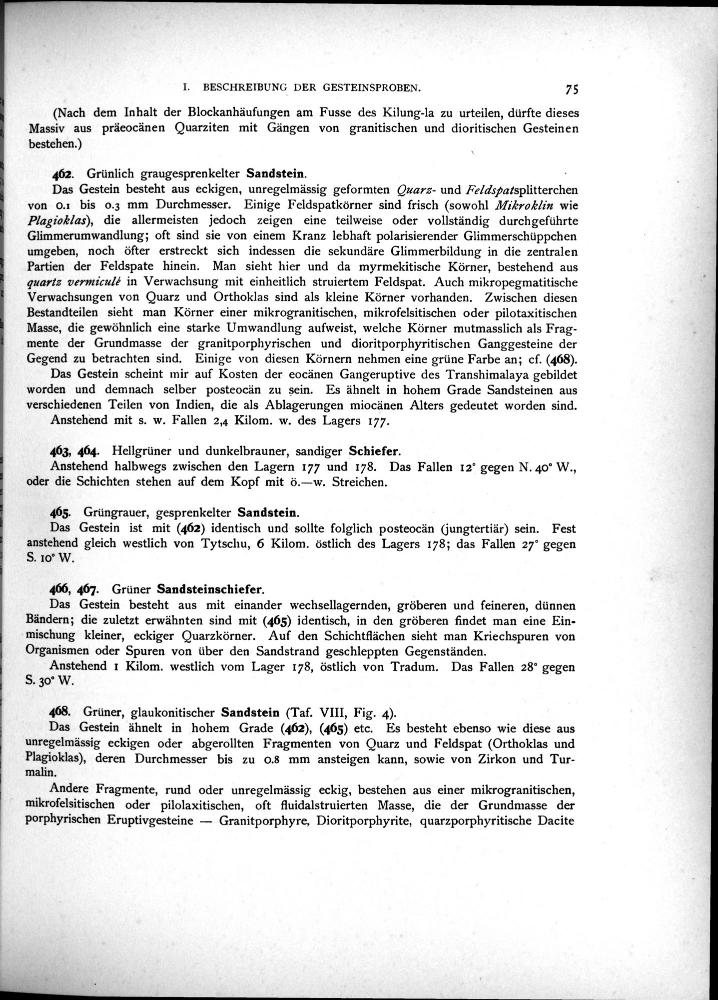 I. BESCHREIBUNG DER GESTEINSPROBEN. 75
(Nach dem Inhalt der Blockanhäufungen am Fusse des Kilung-la zu urteilen, dürfte dieses
Massiv aus präeocänen Quarziten mit Gängen von granitischen und dioritischen Gesteinen
bestehen.)
462. Grünlich graugesprenkelter Sandstein.
Das Gestein besteht aus eckigen, unregelmässig geformten Quarz- und Feldspatsplitterchen
von 0.1 bis 0.3 mm Durchmesser. Einige Feldspatkörner sind frisch (sowohl Mikroklin wie
Plagioklas), die allermeisten jedoch zeigen eine teilweise oder vollständig durchgeführte
Glimmerumwandlung; oft sind sie von einem Kranz lebhaft polarisierender Glimmerschüppchen
umgeben, noch öfter erstreckt sich indessen die sekundäre Glimmerbildung in die zentralen
Partien der Feldspate hinein. Man sieht hier und da myrmekitische Körner, bestehend aus
quartz vermiculé in Verwachsung mit einheitlich struiertem Feldspat. Auch mikropegmatitische
Verwachsungen von Quarz und Orthoklas sind als kleine Körner vorhanden. Zwischen diesen
Bestandteilen sieht man Körner einer mikrogranitischen, mikrofelsitischen oder pilotaxitischen
Masse, die gewöhnlich eine starke Umwandlung aufweist, welche Körner mutmasslich als Frag-
mente der Grundmasse der granitporphyrischen und dioritporphyritischen Ganggesteine der
Gegend zu betrachten sind. Einige von diesen Körnern nehmen eine grüne Farbe an; cf. (468).
Das Gestein scheint mir auf Kosten der eocänen Gangeruptive des Transhimalaya gebildet
worden und demnach selber posteocän zu sein. Es ähnelt in hohem Grade Sandsteinen aus
verschiedenen Teilen von Indien, die als Ablagerungen miocänen Alters gedeutet worden sind.
Anstehend mit s. w. Fallen 2,4 Kilom. w. des Lagers 177.
463, 464. Hellgrüner und dunkelbrauner, sandiger Schiefer.
Anstehend halbwegs zwischen den Lagern 177 und 178. Das Fallen 12° gegen N. 40° W.,
oder die Schichten stehen auf dem Kopf mit ö.—w. Streichen.
465. Grüngrauer, gesprenkelter Sandstein.
Das Gestein ist mit (462) identisch und sollte folglich posteocän (jungtertiär) sein. Fest
anstehend gleich westlich von Tytschu, 6 Kilom. östlich des Lagers 178; das Fallen 27° gegen
S. 10° W.
466, 467. Grüner Sandsteinschiefer.
Das Gestein besteht aus mit einander wechsellagernden, gröberen und feineren, dünnen
Bändern; die zuletzt erwähnten sind mit (465) identisch, in den gröberen findet man eine Ein-
mischung kleiner, eckiger Quarzkörner. Auf den Schichtflächen sieht man Kriechspuren von
Organismen oder Spuren von über den Sandstrand geschleppten Gegenständen.
Anstehend 1 Kilom. westlich vom Lager 178, östlich von Tradum. Das Fallen 28° gegen
S. 30° W.
468. Grüner, glaukonitischer Sandstein (Taf. VIII, Fig. 4).
Das Gestein ähnelt in hohem Grade (462), (465) etc. Es besteht ebenso wie diese aus
unregelmässig eckigen oder abgerollten Fragmenten von Quarz und Feldspat (Orthoklas und
Plagioklas), deren Durchmesser bis zu 0.8 mm ansteigen kann, sowie von Zirkon und Tur-
malin.
Andere Fragmente, rund oder unregelmässig eckig, bestehen aus einer mikrogranitischen,
mikrofelsitischen oder pilolaxitischen, oft fluidalstruierten Masse, die der Grundmasse der
porphyrischen Eruptivgesteine — Granitporphyre, Dioritporphyrite, quarzporphyritische Dacite